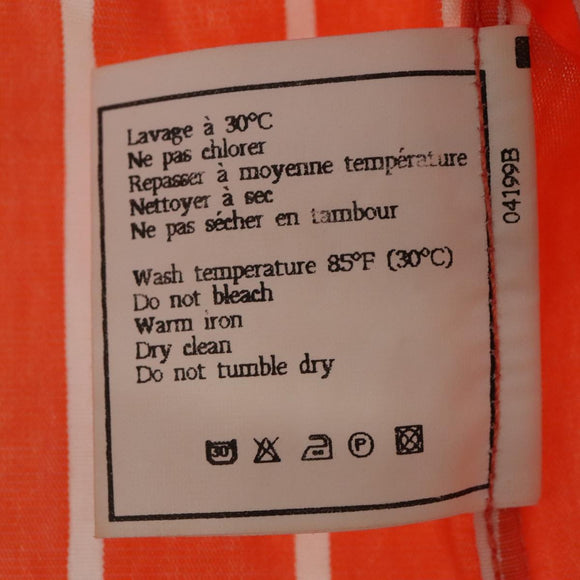 Lavage à 30°C
Ne pas chlorer
Repasser à moyenne température
Nettoyer à sec
Ne pas sécher en tambour
Wash temperature 85°F (30°C)
Do not bleach
Warm iron
Dry clean
Do not tumble dry
30° P
04199B